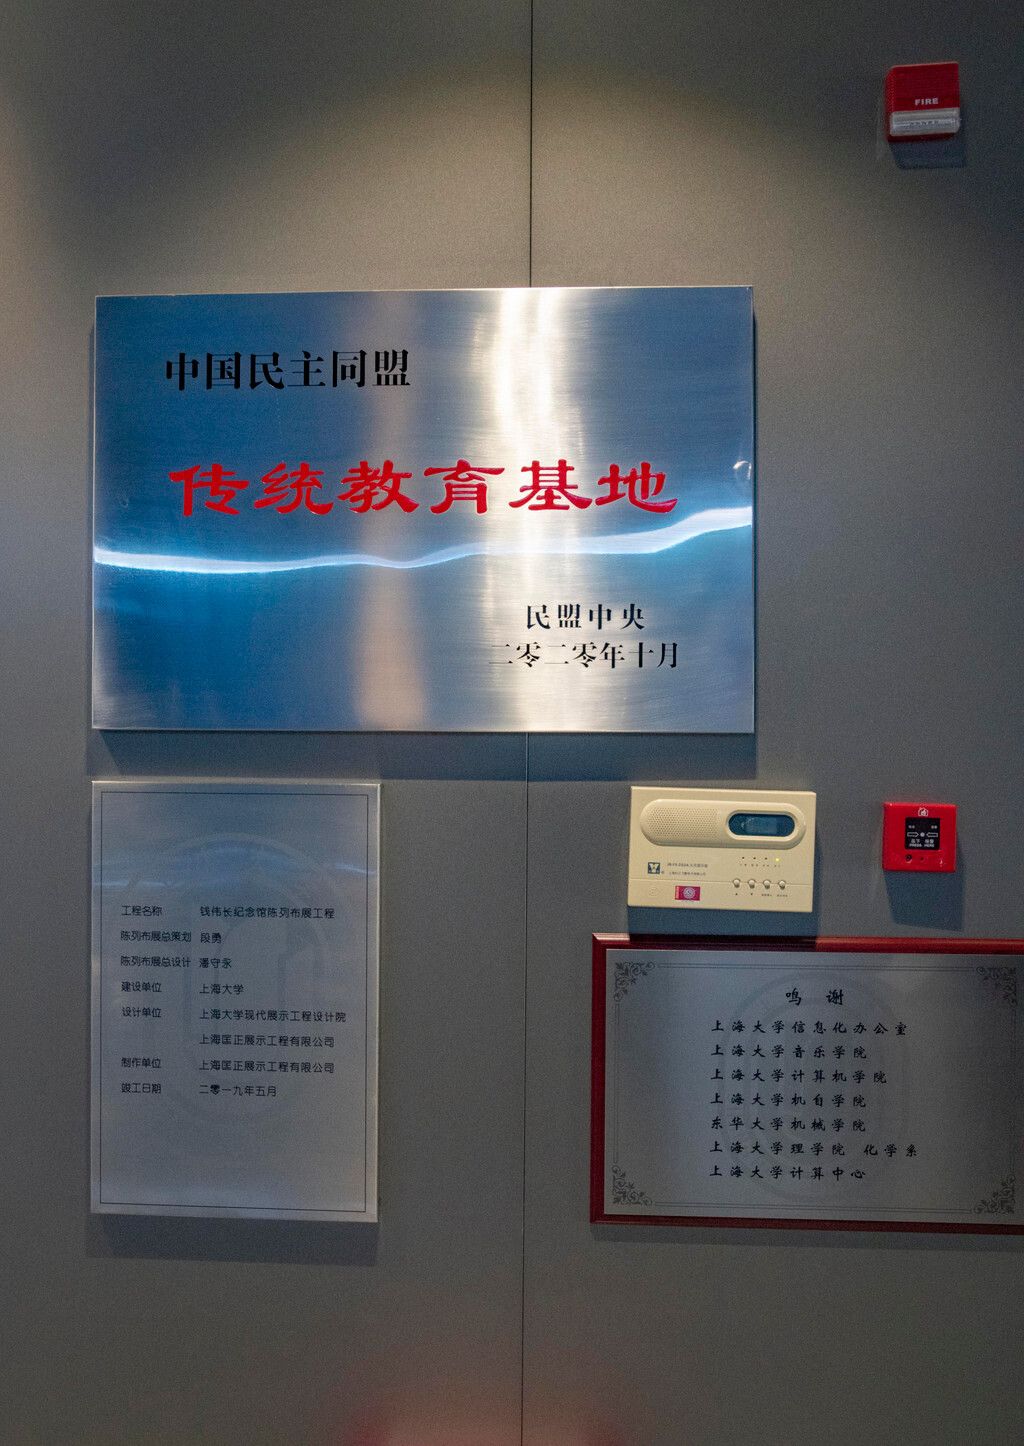 FIRE
中国民主同盟
传统教育基地
民盟中央
二零二零年十月
工程名称 钱伟长纪念馆陈列布展工程
陈列布展总策划 段勇
陈列布展总设计 潘守永
建设单位 上海大学
设计单位 上海大学现代展示工程设计院
上海匡正展示工程有限公司
制作单位 上海匡正展示工程有限公司
竣工日期 二零一九年五月
PRESS HERE
鸣 谢
上海大学信息化办公室
上海大学音乐学院
上海大学计算机学院
上海大学机自学院
东华大学机械学院
上海大学理学院 化学系
上海大学计算中心